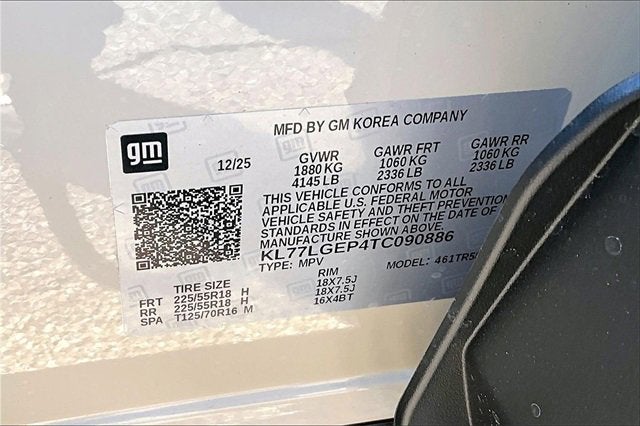 gm
MFD BY GM KOREA COMPANY
12/25 GVWR GAWR FRT GAWR RR
1880 KG 1060 KG 1060 KG
4145 LB 2336 LB 2336 LB
THIS VEHICLE CONFORMS TO ALL
APPLICABLE U.S. FEDERAL MOTOR
VEHICLE SAFETY AND THEFT PREVENTION
STANDARDS IN EFFECT ON THE DATE OF
MANUFACTURE SHOWN ABOVE.
KL77LGEP4TC090886
TYPE: MPV MODEL: 461TR5
TIRE SIZE RIM
FRT 225/55R18 H 18X7.5J
RR 225/55R18 H 18X7.5J
SPA T125/70R16 M 16X4BT